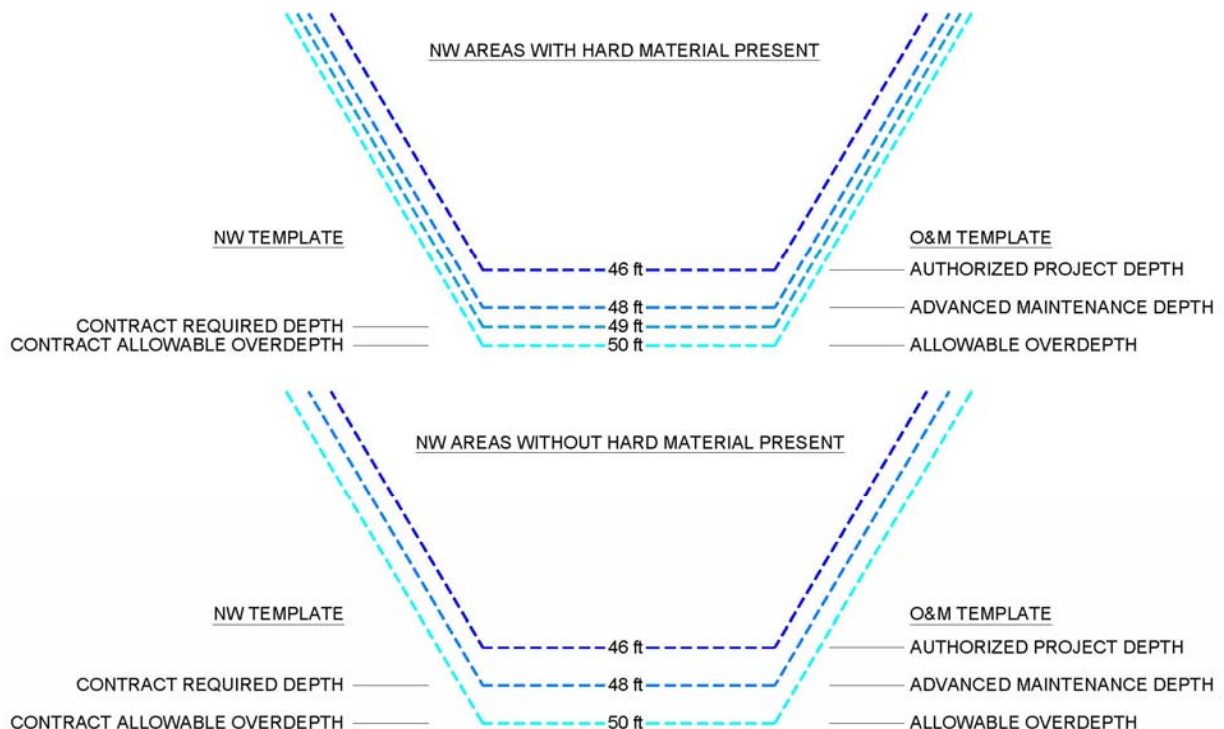 NW AREAS WITH HARD MATERIAL PRESENT
NW TEMPLATE
O&M TEMPLATE
46 ft
AUTHORIZED PROJECT DEPTH
48 ft
ADVANCED MAINTENANCE DEPTH
CONTRACT REQUIRED DEPTH
49 ft
CONTRACT ALLOWABLE OVERDEPTH
50 ft
ALLOWABLE OVERDEPTH
NW AREAS WITHOUT HARD MATERIAL PRESENT
NW TEMPLATE
O&M TEMPLATE
46 ft
AUTHORIZED PROJECT DEPTH
CONTRACT REQUIRED DEPTH
48 ft
ADVANCED MAINTENANCE DEPTH
CONTRACT ALLOWABLE OVERDEPTH
50 ft
ALLOWABLE OVERDEPTH